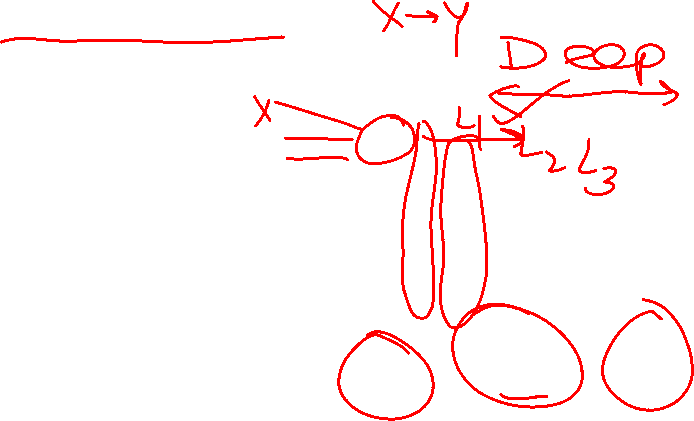 X → Y
Deep
X
L1 L2 L3